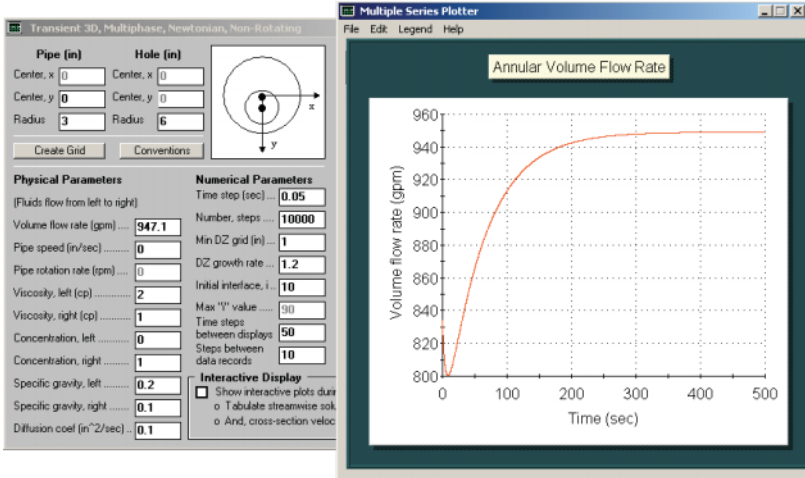 Transient 3D, Multiphase, Newtonian, Non-Rotating
Pipe (in) Hole (in)
Center, x 0 Center, x 0
Center, y 0 Center, y 0
Radius 3 Radius 6
x
y
Create Grid Conventions
Physical Parameters
(Fluids flow from left to right)
Volume flow rate (gpm) .... 947.1
Pipe speed (in/sec) ......... 0
Pipe rotation rate (rpm) .... 0
Viscosity, left (cp) ............ 2
Viscosity, right (cp) .......... 1
Concentration, left ........... 0
Concentration, right ......... 1
Specific gravity, left ......... 0.2
Specific gravity, right ....... 0.1
Diffusion coef (in^2/sec) .. 0.1
Numerical Parameters
Time step (sec) ... 0.05
Number, steps .... 10000
Min DZ grid (in) ... 1
DZ growth rate ... 1.2
Initial interface, i .. 10
Max "i" value ..... 90
Time steps
between displays 50
Steps between
data records 10
Interactive Display
Show interactive plots durin
o Tabulate streamwise solu
o And, cross-section veloc
Multiple Series Plotter
File Edit Legend Help
Annular Volume Flow Rate
960
940
920
900
880
860
840
820
800
Volume flow rate (gpm)
0 100 200 300 400 500
Time (sec)